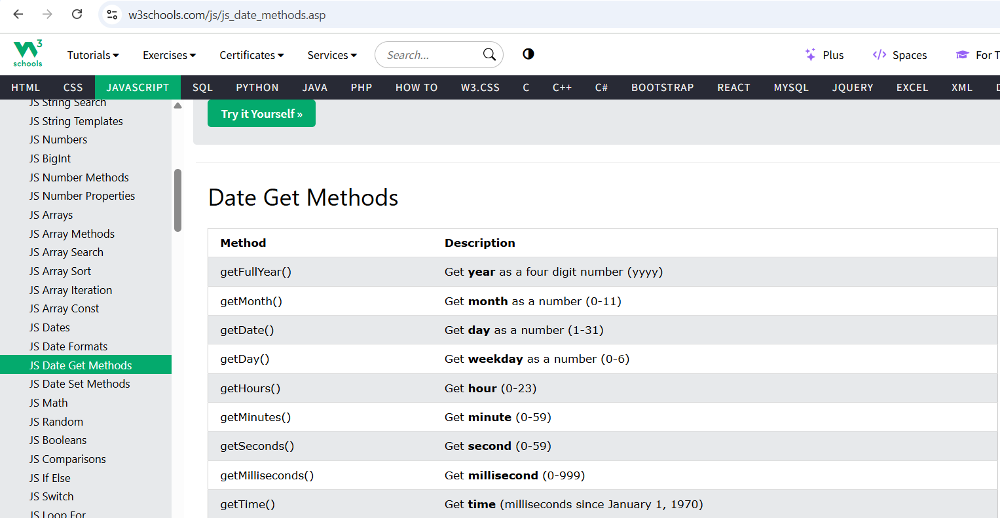 w3schools.com/js/js_date_methods.asp
W3 schools
Tutorials Exercises Certificates Services Search... Plus Spaces For T
HTML CSS JAVASCRIPT SQL PYTHON JAVA PHP HOW TO W3.CSS C C++ C# BOOTSTRAP REACT MYSQL JQUERY EXCEL XML D
JS String Search
JS String Templates
JS Numbers
JS BigInt
JS Number Methods
JS Number Properties
JS Arrays
JS Array Methods
JS Array Search
JS Array Sort
JS Array Iteration
JS Array Const
JS Dates
JS Date Formats
JS Date Get Methods
JS Date Set Methods
JS Math
JS Random
JS Booleans
JS Comparisons
JS If Else
JS Switch
JS Loop For
Try it Yourself »
Date Get Methods
Method Description
getFullYear() Get year as a four digit number (yyyy)
getMonth() Get month as a number (0-11)
getDate() Get day as a number (1-31)
getDay() Get weekday as a number (0-6)
getHours() Get hour (0-23)
getMinutes() Get minute (0-59)
getSeconds() Get second (0-59)
getMilliseconds() Get millisecond (0-999)
getTime() Get time (milliseconds since January 1, 1970)